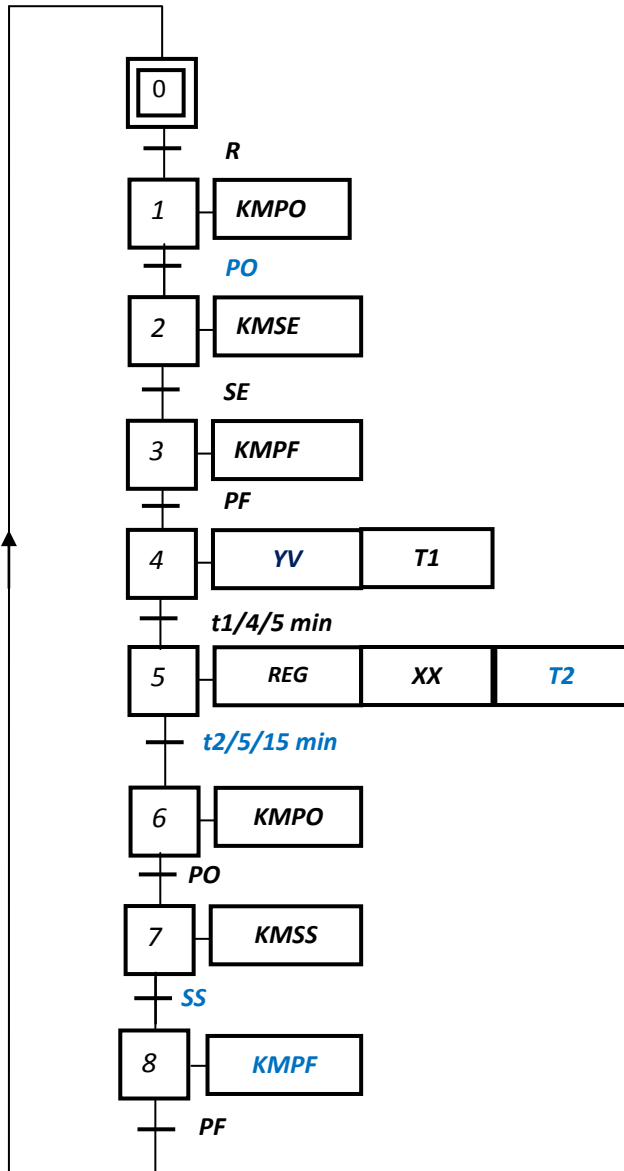 0
R
1 KMPO
PO
2 KMSE
SE
3 KMPF
PF
4 YV T1
t1/4/5 min
5 REG XX T2
t2/5/15 min
6 KMPO
PO
7 KMSS
SS
8 KMPF
PF